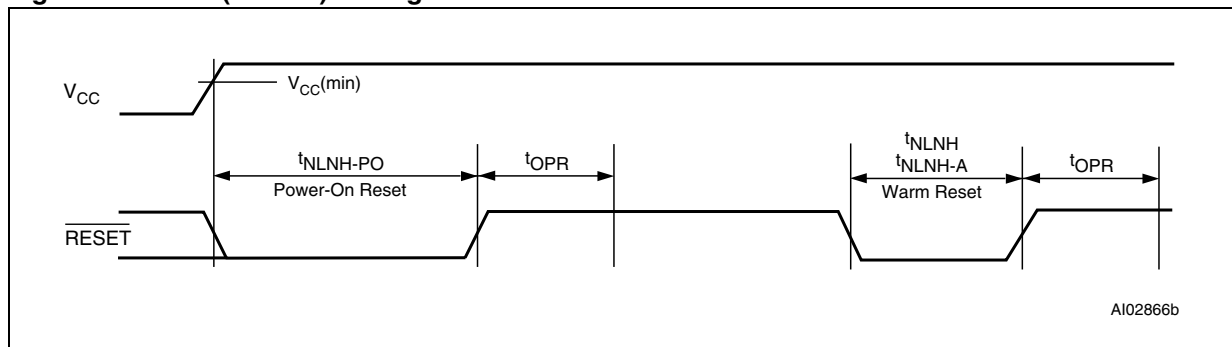 V_CC
V_CC(min)
t_NLNH-PO
Power-On Reset
t_OPR
t_NLNH
t_NLNH-A
Warm Reset
t_OPR
RESET
AI02866b